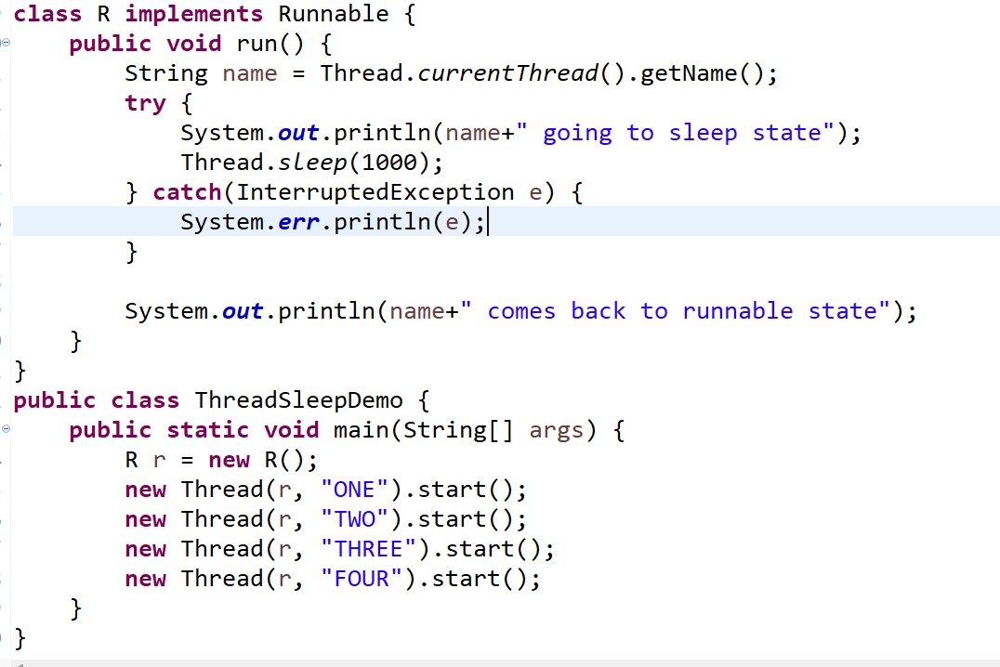 class R implements Runnable {
    public void run() {
        String name = Thread.currentThread().getName();
        try {
            System.out.println(name+" going to sleep state");
            Thread.sleep(1000);
        } catch(InterruptedException e) {
            System.err.println(e);
        }

        System.out.println(name+" comes back to runnable state");
    }
}
public class ThreadSleepDemo {
    public static void main(String[] args) {
        R r = new R();
        new Thread(r, "ONE").start();
        new Thread(r, "TWO").start();
        new Thread(r, "THREE").start();
        new Thread(r, "FOUR").start();
    }
}